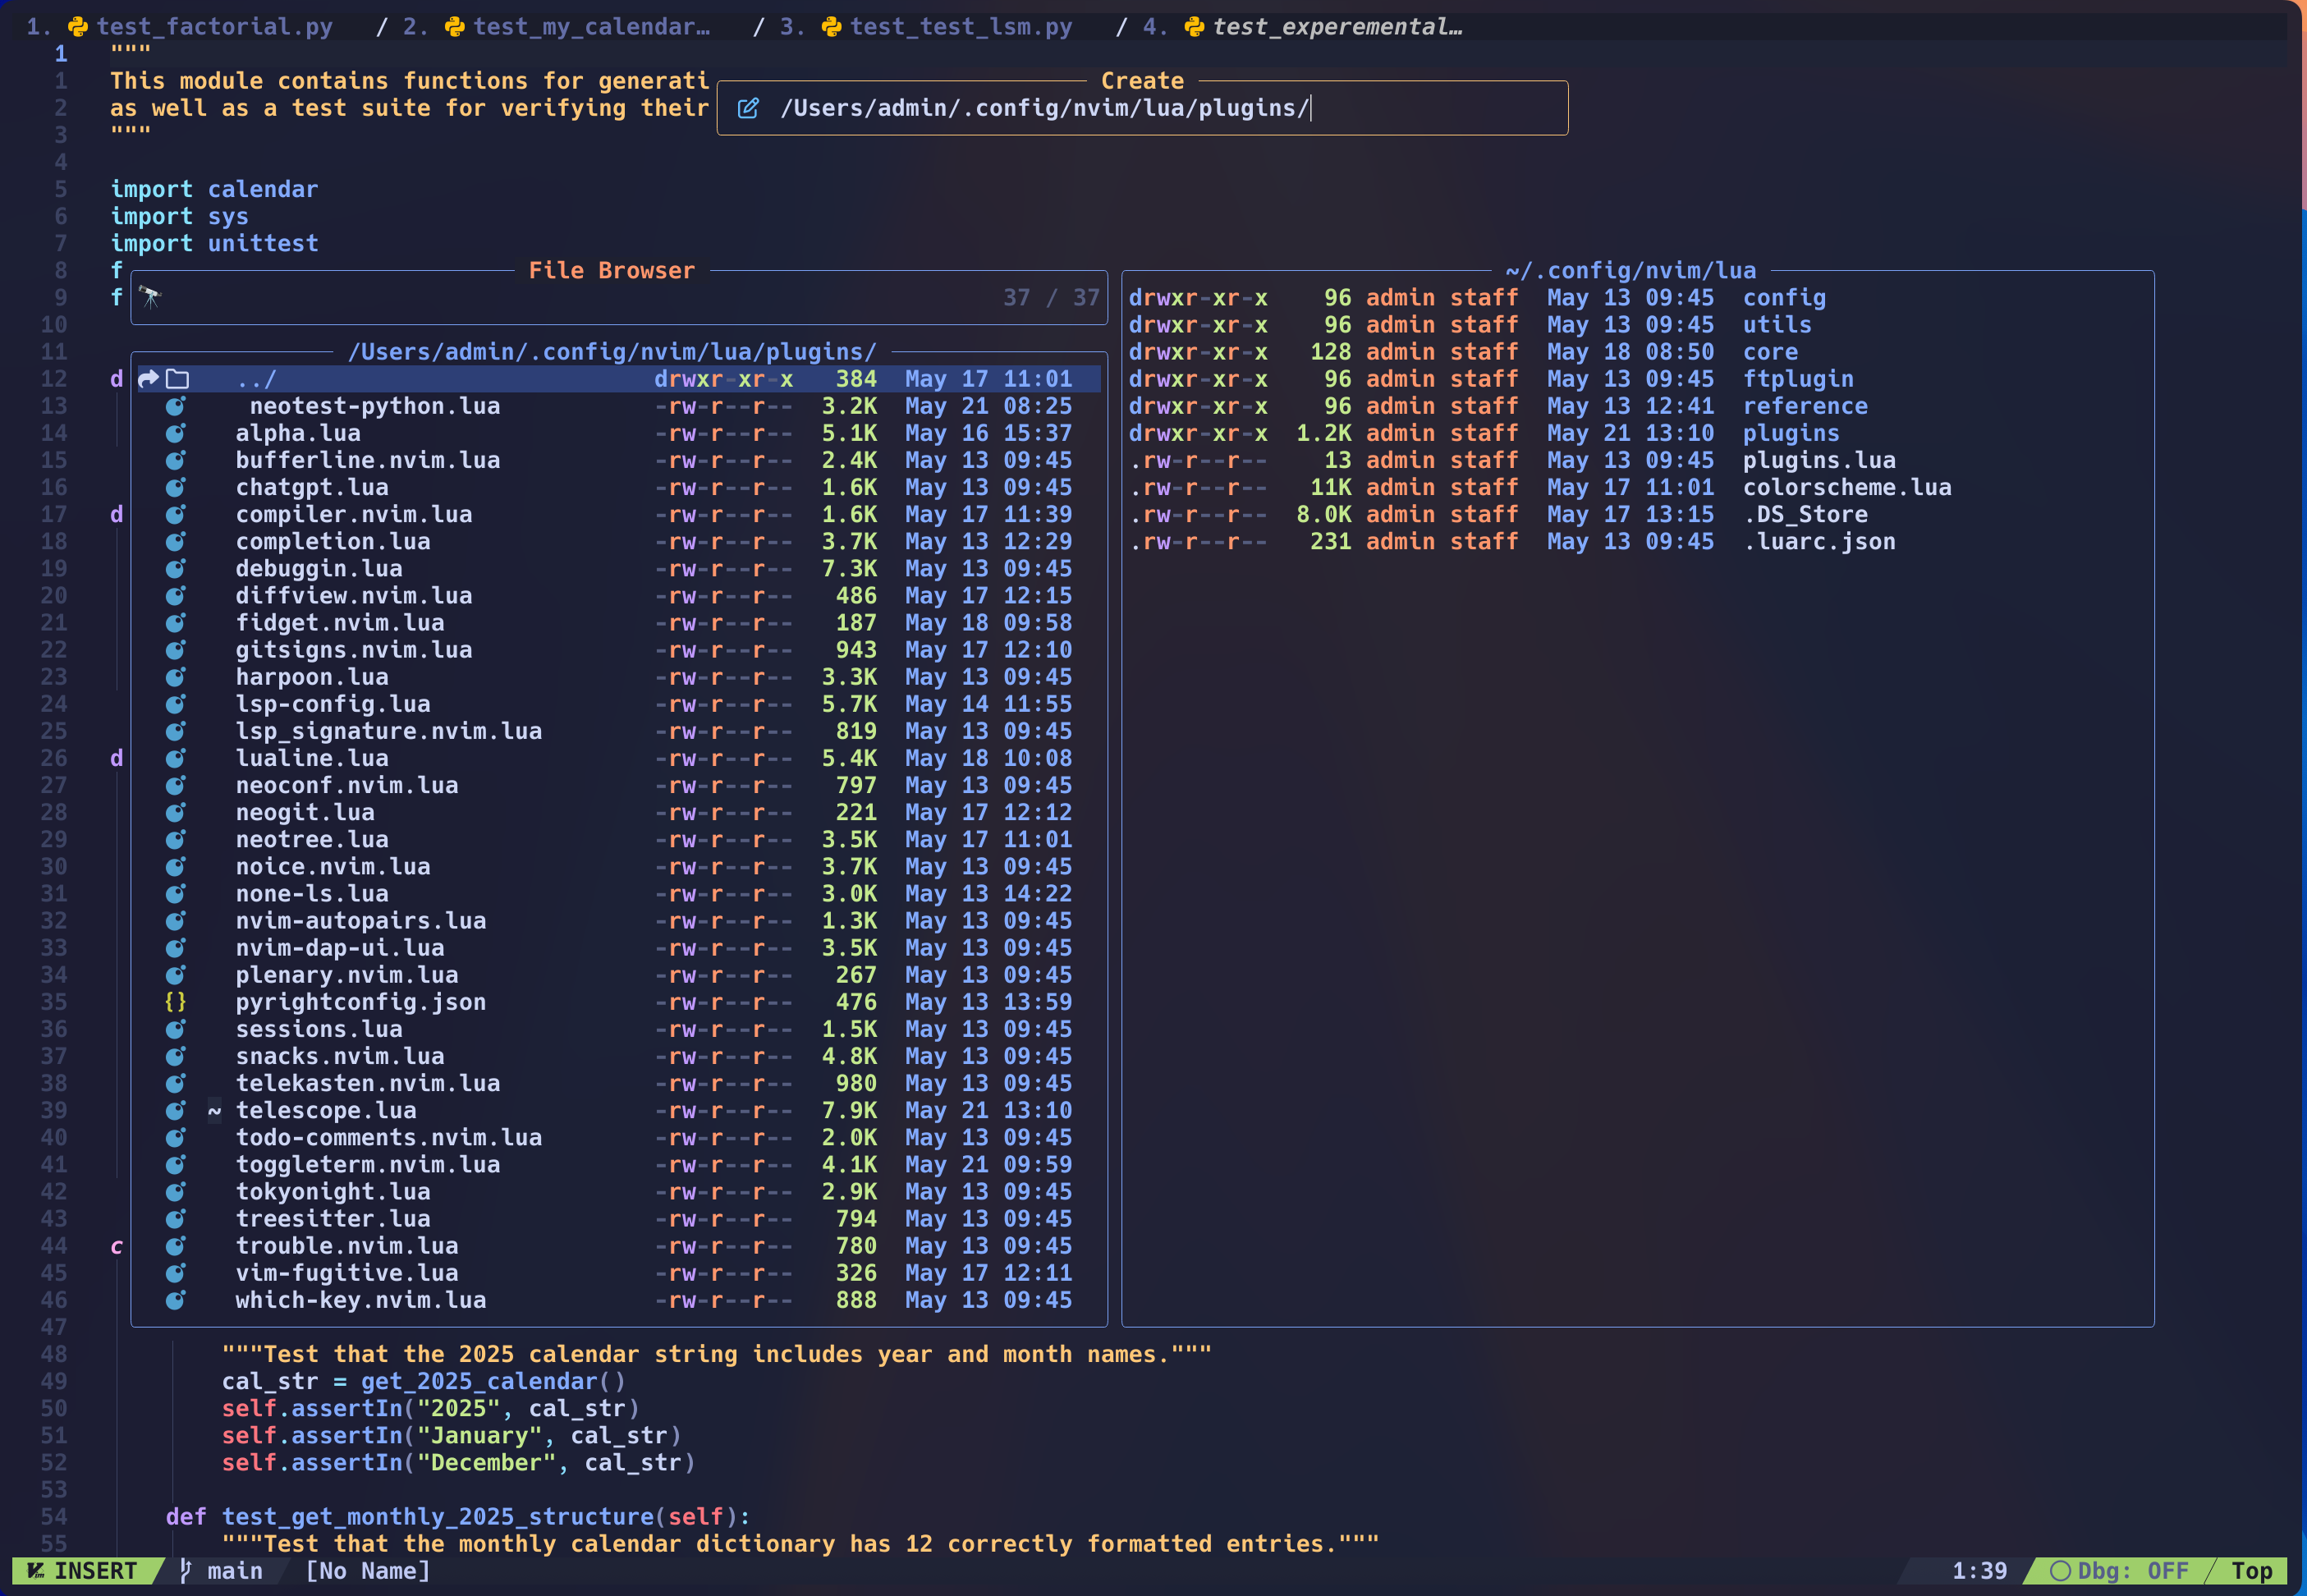 1. test_factorial.py / 2. test_my_calendar… / 3. test_test_lsm.py / 4. test_experemental…
1 """
1 This module contains functions for generati
2 as well as a test suite for verifying their
3 """
Create
/Users/admin/.config/nvim/lua/plugins/
4
5 import calendar
6 import sys
7 import unittest
8 f
9 f
10
11
12 d
13
14
15
16
17 d
18
19
20
21
22
23
24
25
26 d
27
28
29
30
31
32
33
34
35
36
37
38
39
40
41
42
43
44 c
45
46
47
File Browser
37 / 37
/Users/admin/.config/nvim/lua/plugins/
../ drwxr-xr-x 384 May 17 11:01
neotest-python.lua -rw-r--r-- 3.2K May 21 08:25
alpha.lua -rw-r--r-- 5.1K May 16 15:37
bufferline.nvim.lua -rw-r--r-- 2.4K May 13 09:45
chatgpt.lua -rw-r--r-- 1.6K May 13 09:45
compiler.nvim.lua -rw-r--r-- 1.6K May 17 11:39
completion.lua -rw-r--r-- 3.7K May 13 12:29
debuggin.lua -rw-r--r-- 7.3K May 13 09:45
diffview.nvim.lua -rw-r--r-- 486 May 17 12:15
fidget.nvim.lua -rw-r--r-- 187 May 18 09:58
gitsigns.nvim.lua -rw-r--r-- 943 May 17 12:10
harpoon.lua -rw-r--r-- 3.3K May 13 09:45
lsp-config.lua -rw-r--r-- 5.7K May 14 11:55
lsp_signature.nvim.lua -rw-r--r-- 819 May 13 09:45
lualine.lua -rw-r--r-- 5.4K May 18 10:08
neoconf.nvim.lua -rw-r--r-- 797 May 13 09:45
neogit.lua -rw-r--r-- 221 May 17 12:12
neotree.lua -rw-r--r-- 3.5K May 17 11:01
noice.nvim.lua -rw-r--r-- 3.7K May 13 09:45
none-ls.lua -rw-r--r-- 3.0K May 13 14:22
nvim-autopairs.lua -rw-r--r-- 1.3K May 13 09:45
nvim-dap-ui.lua -rw-r--r-- 3.5K May 13 09:45
plenary.nvim.lua -rw-r--r-- 267 May 13 09:45
{} pyrightconfig.json -rw-r--r-- 476 May 13 13:59
sessions.lua -rw-r--r-- 1.5K May 13 09:45
snacks.nvim.lua -rw-r--r-- 4.8K May 13 09:45
telekasten.nvim.lua -rw-r--r-- 980 May 13 09:45
~ telescope.lua -rw-r--r-- 7.9K May 21 13:10
todo-comments.nvim.lua -rw-r--r-- 2.0K May 13 09:45
toggleterm.nvim.lua -rw-r--r-- 4.1K May 21 09:59
tokyonight.lua -rw-r--r-- 2.9K May 13 09:45
treesitter.lua -rw-r--r-- 794 May 13 09:45
trouble.nvim.lua -rw-r--r-- 780 May 13 09:45
vim-fugitive.lua -rw-r--r-- 326 May 17 12:11
which-key.nvim.lua -rw-r--r-- 888 May 13 09:45
~/.config/nvim/lua
drwxr-xr-x 96 admin staff May 13 09:45 config
drwxr-xr-x 96 admin staff May 13 09:45 utils
drwxr-xr-x 128 admin staff May 18 08:50 core
drwxr-xr-x 96 admin staff May 13 09:45 ftplugin
drwxr-xr-x 96 admin staff May 13 12:41 reference
drwxr-xr-x 1.2K admin staff May 21 13:10 plugins
.rw-r--r-- 13 admin staff May 13 09:45 plugins.lua
.rw-r--r-- 11K admin staff May 17 11:01 colorscheme.lua
.rw-r--r-- 8.0K admin staff May 17 13:15 .DS_Store
.rw-r--r-- 231 admin staff May 13 09:45 .luarc.json
48 """Test that the 2025 calendar string includes year and month names."""
49 cal_str = get_2025_calendar()
50 self.assertIn("2025", cal_str)
51 self.assertIn("January", cal_str)
52 self.assertIn("December", cal_str)
53
54 def test_get_monthly_2025_structure(self):
55 """Test that the monthly calendar dictionary has 12 correctly formatted entries."""
INSERT main [No Name] 1:39 Dbg: OFF Top